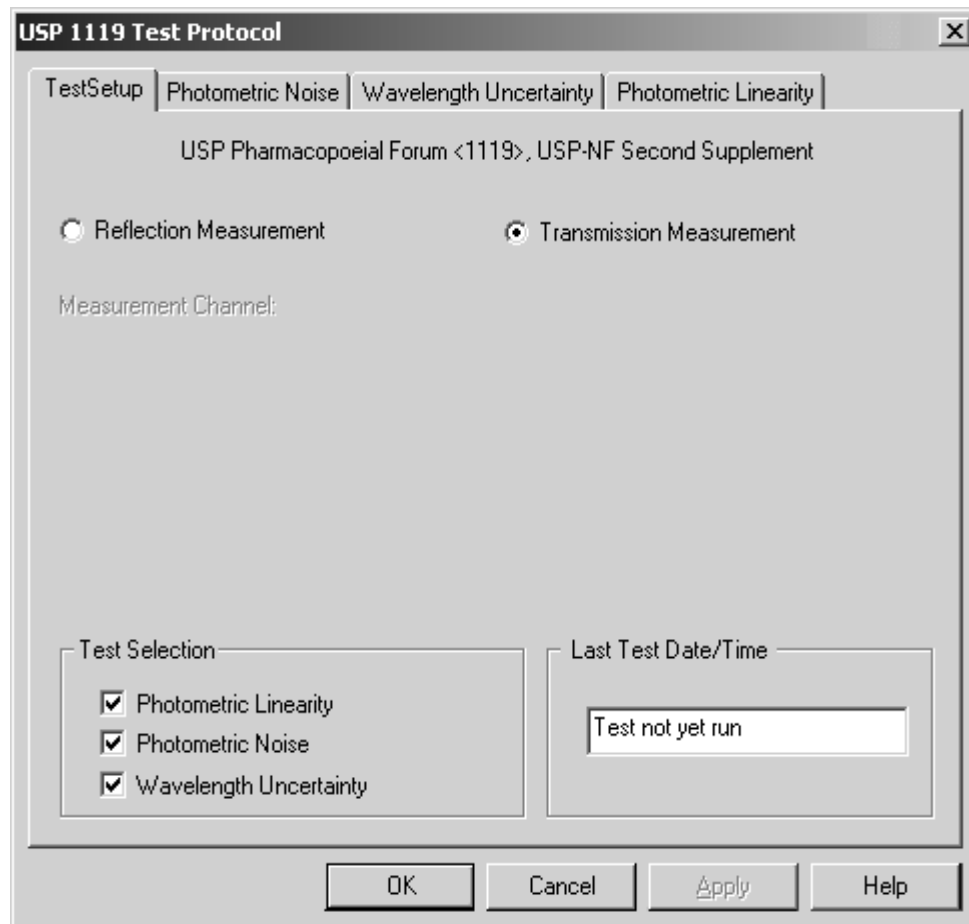 USP 1119 Test Protocol
TestSetup
Photometric Noise
Wavelength Uncertainty
Photometric Linearity
USP Pharmacopoeial Forum <1119>, USP-NF Second Supplement
Reflection Measurement
Transmission Measurement
Measurement Channel:
Test Selection
Photometric Linearity
Photometric Noise
Wavelength Uncertainty
Last Test Date/Time
Test not yet run
OK
Cancel
Apply
Help